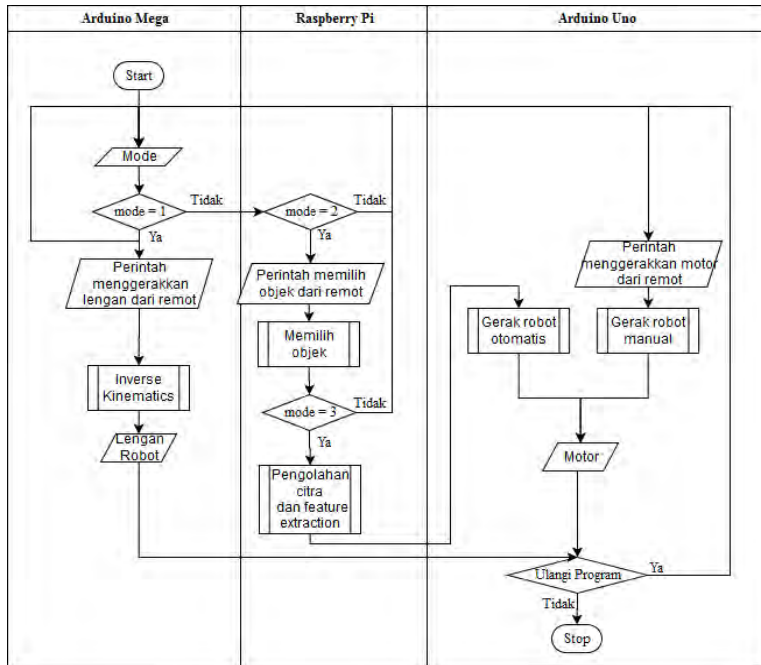 Arduino Mega
Raspberry Pi
Arduino Uno
Start
Mode
mode = 1
Tidak
Ya
Perintah
menggerakkan
lengan dari remot
Inverse
Kinematics
Lengan
Robot
mode = 2
Tidak
Ya
Perintah memilih
objek dari remot
Memilih
objek
mode = 3
Tidak
Ya
Pengolahan
citra
dan feature
extraction
Perintah
menggerakkan motor
dari remot
Gerak robot
otomatis
Gerak robot
manual
Motor
Ulangi Program
Ya
Tidak
Stop